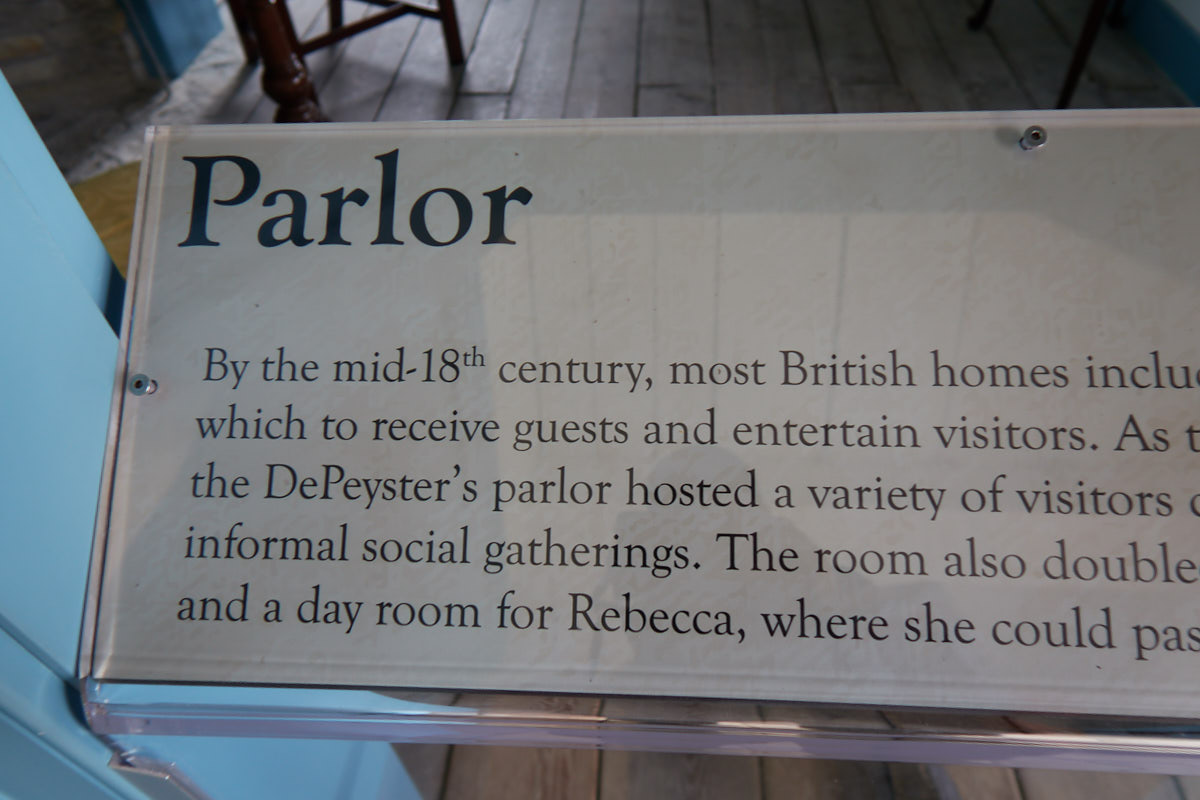 Parlor
By the mid-18th century, most British homes
which to receive guests and entertain visitors. As
the DePeyster's parlor hosted a variety of visitors
informal social gatherings. The room also
and a day room for Rebecca, where she could